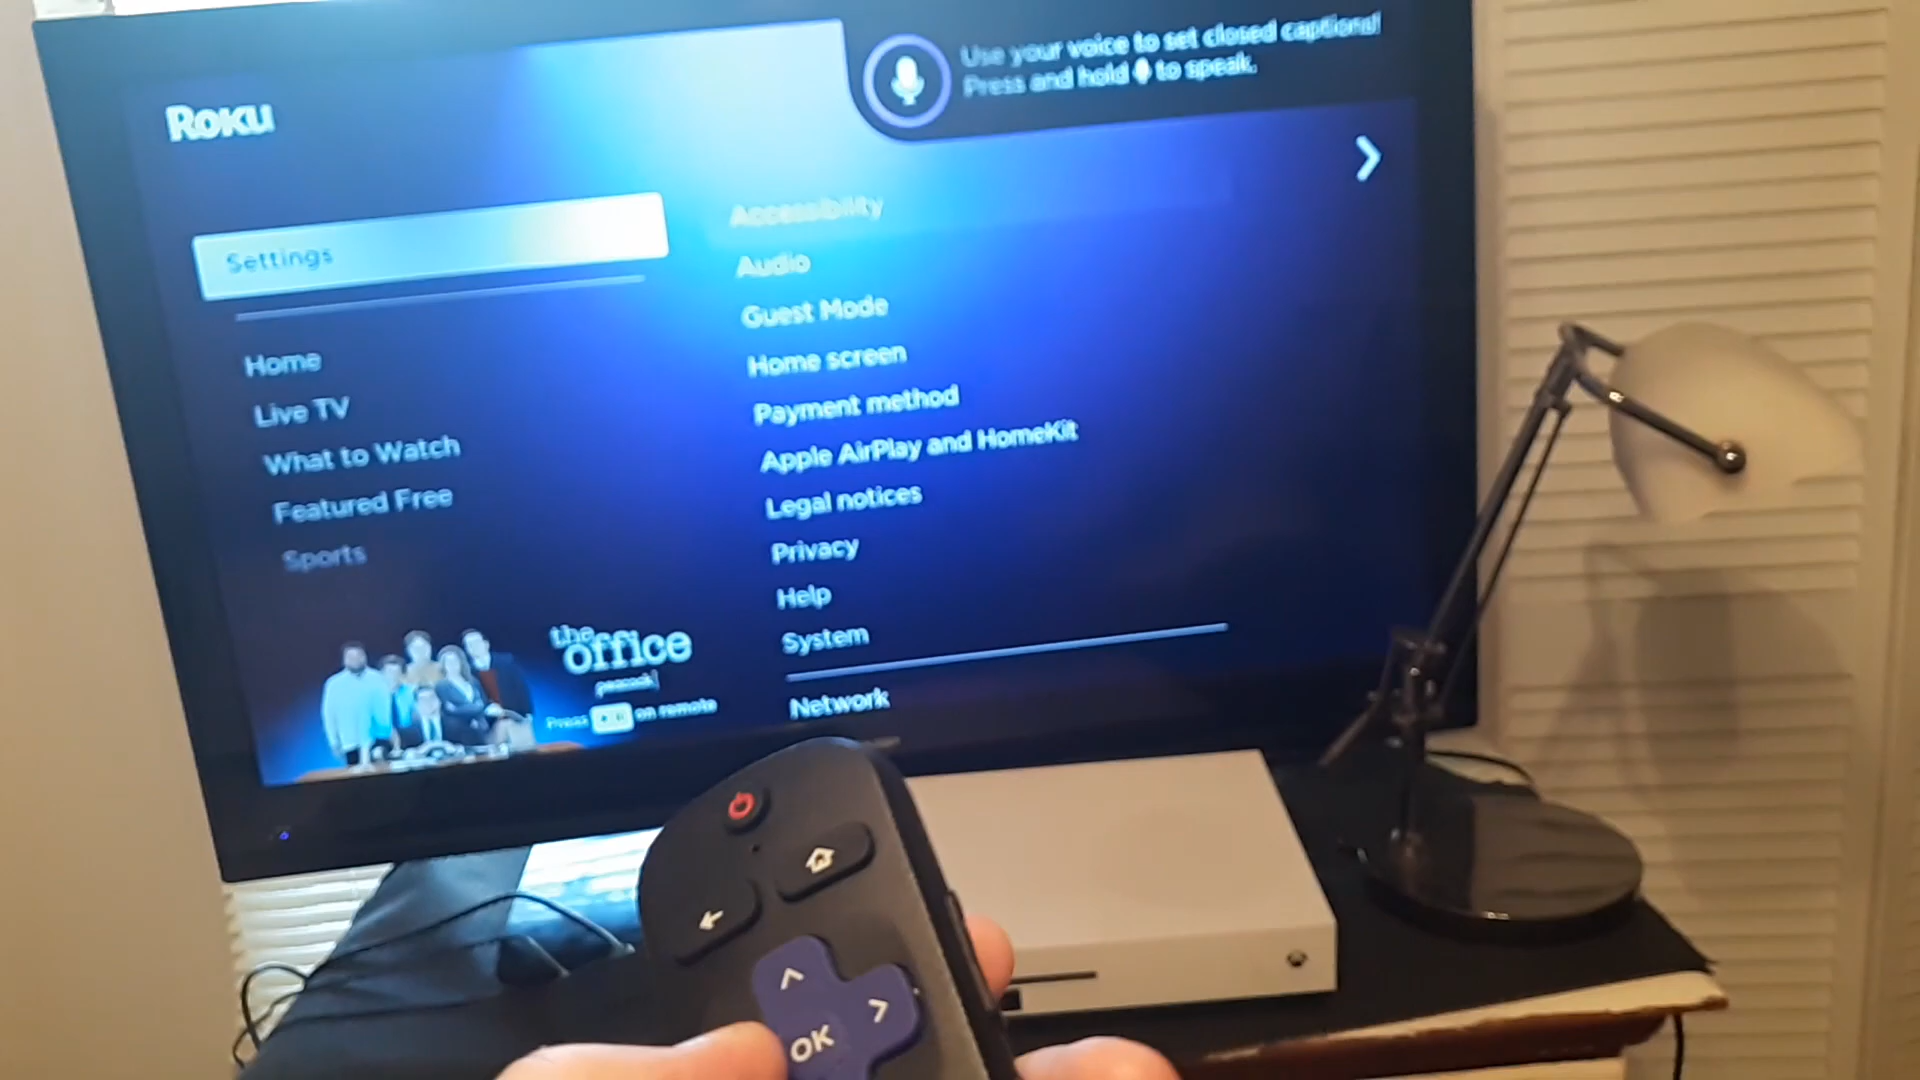 Roku
Use your voice to set closed captions!
Press and hold to speak.
Settings
Home
Live TV
What to Watch
Featured Free
Sports
Accessibility
Audio
Guest Mode
Home screen
Payment method
Apple AirPlay and HomeKit
Legal notices
Privacy
Help
System
Network
the
office
peacock
Press on remote
OK